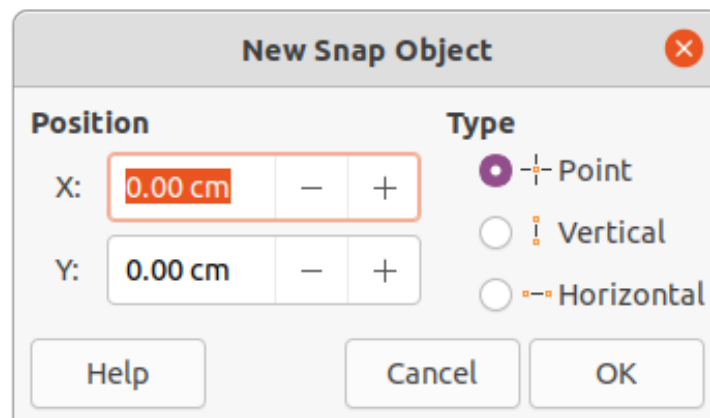 New Snap Object
Position
Type
X: 0.00 cm
Point
Vertical
Y: 0.00 cm
Horizontal
Help
Cancel
OK